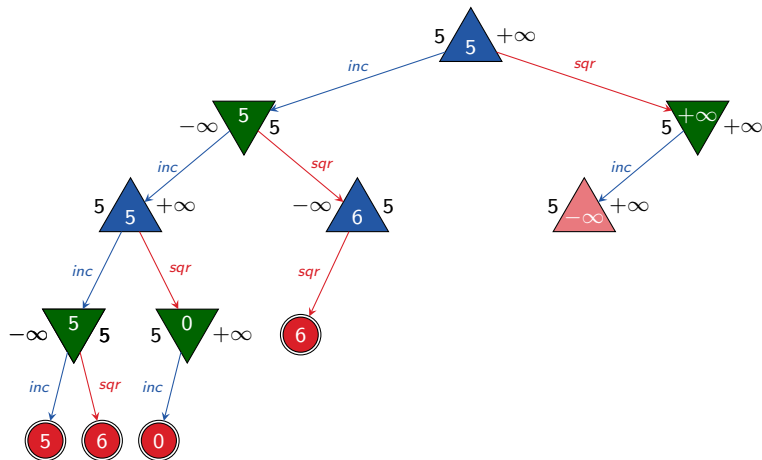 5 5 +∞
inc sqr
−∞ 5 5 5 +∞ +∞
inc sqr inc
5 5 +∞ −∞ 6 5 5 −∞ +∞
inc sqr sqr
−∞ 5 5 5 0 +∞ 6
inc sqr inc
5 6 0